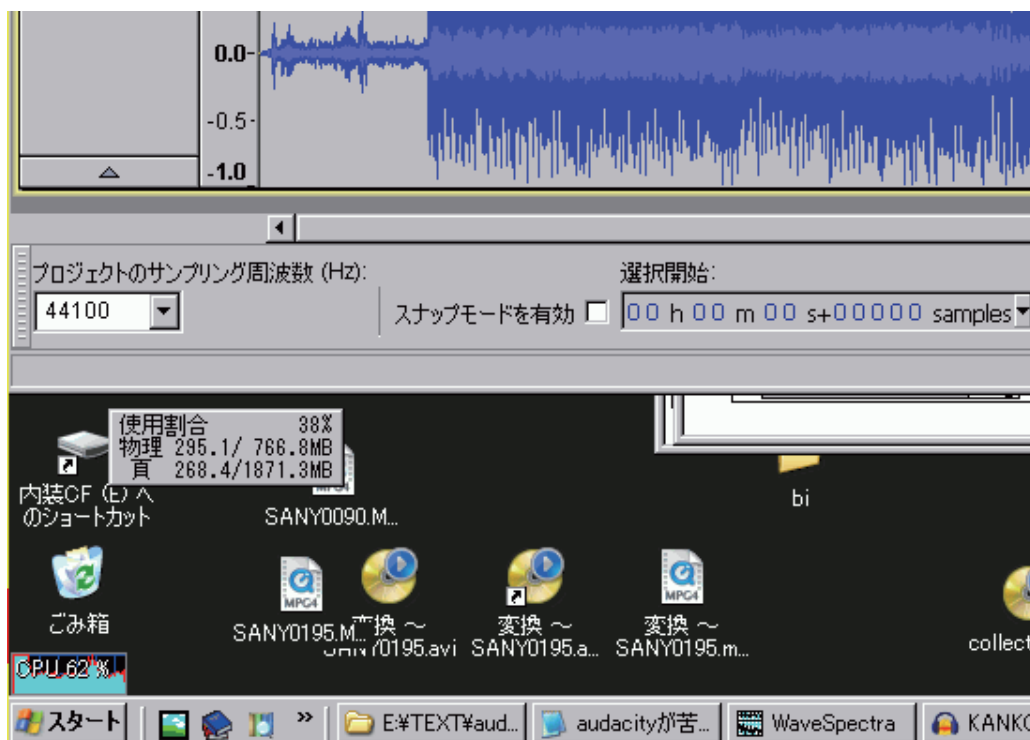 0.0-
-0.5-
-1.0
プロジェクトのサンプリング周波数 (Hz):
選択開始:
44100
スナップモードを有効
00 h 00 m 00 s+00000 samples
使用割合 38%
物理 295.1/ 766.8MB
頁 268.4/1871.3MB
内装CF (E) へ
のショートカット
SANY0090.M...
bi
ごみ箱
MPG4
SANY0195.M...
変換 ～
SANY0195.avi
変換 ～
SANY0195.a...
MPG4
変換 ～
SANY0195.m...
collect
CPU 62%
スタート
»
E:¥TEXT¥aud...
audacityが苦...
WaveSpectra
KANKO